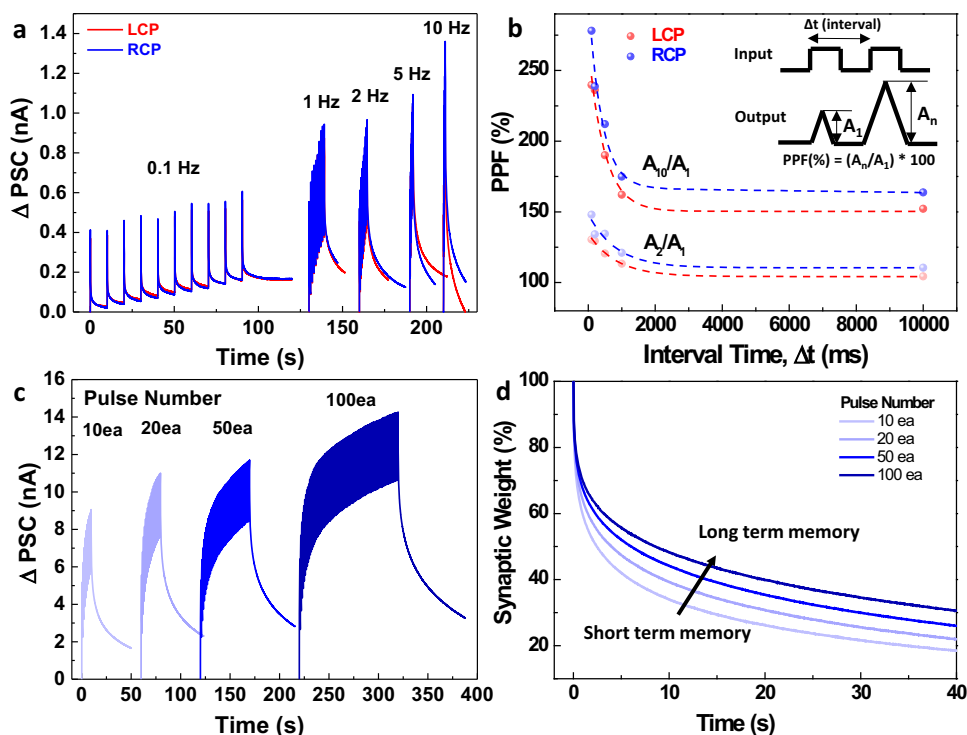 a
LCP
RCP
0.1 Hz
1 Hz
2 Hz
5 Hz
10 Hz
Δ PSC (nA)
1.4
1.2
1.0
0.8
0.6
0.4
0.2
0.0
0 50 100 150 200
Time (s)
b
LCP
RCP
Δt (interval)
Input
Output
A1
An
PPF(%) = (An/A1) * 100
A10/A1
A2/A1
PPF (%)
250
200
150
100
0 2000 4000 6000 8000 10000
Interval Time, Δt (ms)
c
Pulse Number
10ea
20ea
50ea
100ea
Δ PSC (nA)
16
14
12
10
8
6
4
2
0
0 50 100 150 200 250 300 350 400
Time (s)
d
Pulse Number
10 ea
20 ea
50 ea
100 ea
Long term memory
Short term memory
Synaptic Weight (%)
100
80
60
40
20
0 10 20 30 40
Time (s)